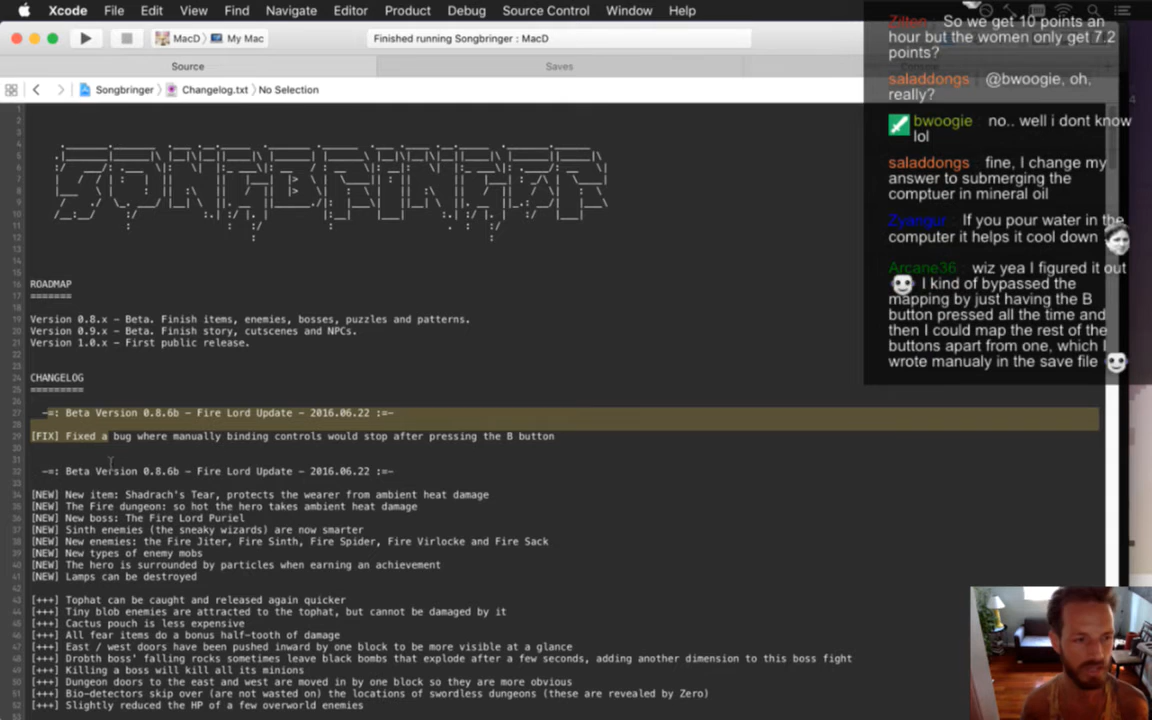 Xcode File Edit View Find Navigate Editor Product Debug Source Control Window Help
MacD My Mac
Finished running Songbringer : MacD
Source
Saves
Songbringer Changelog.txt No Selection
SONGBRINGER
ROADMAP
=======
Version 0.8.x - Beta. Finish items, enemies, bosses, puzzles and patterns.
Version 0.9.x - Beta. Finish story, cutscenes and NPCs.
Version 1.0.x - First public release.
CHANGELOG
=========
-=: Beta Version 0.8.6b - Fire Lord Update - 2016.06.22 :=-
[FIX] Fixed a bug where manually binding controls would stop after pressing the B button
-=: Beta Version 0.8.6b - Fire Lord Update - 2016.06.22 :=-
[NEW] New item: Shadrach's Tear, protects the wearer from ambient heat damage
[NEW] The Fire dungeon: so hot the hero takes ambient heat damage
[NEW] New boss: The Fire Lord Puriel
[NEW] Sinth enemies (the sneaky wizards) are now smarter
[NEW] New enemies: the Fire Jiter, Fire Sinth, Fire Spider, Fire Virlocke and Fire Sack
[NEW] New types of enemy mobs
[NEW] The hero is surrounded by particles when earning an achievement
[NEW] Lamps can be destroyed
[+++] Tophat can be caught and released again quicker
[+++] Tiny blob enemies are attracted to the tophat, but cannot be damaged by it
[+++] Cactus pouch is less expensive
[+++] All fear items do a bonus half-tooth of damage
[+++] East / west doors have been pushed inward by one block to be more visible at a glance
[+++] Drobth boss' falling rocks sometimes leave black bombs that explode after a few seconds, adding another dimension to this boss fight
[+++] Killing a boss will kill all its minions
[+++] Dungeon doors to the east and west are moved in by one block so they are more obvious
[+++] Bio-detectors skip over (are not wasted on) the locations of swordless dungeons (these are revealed by Zero)
[+++] Slightly reduced the HP of a few overworld enemies
So we get 10 points an
hour but the women only get 7.2
points?
saladdongs @bwoogie, oh,
really?
bwoogie no.. well i dont know
lol
saladdongs fine, I change my
answer to submerging the
comptuer in mineral oil
Zyangur If you pour water in the
computer it helps it cool down
Arcane36 wiz yea I figured it out
I kind of bypassed the
mapping by just having the B
button pressed all the time and
then I could map the rest of the
buttons apart from one, which I
wrote manualy in the save file